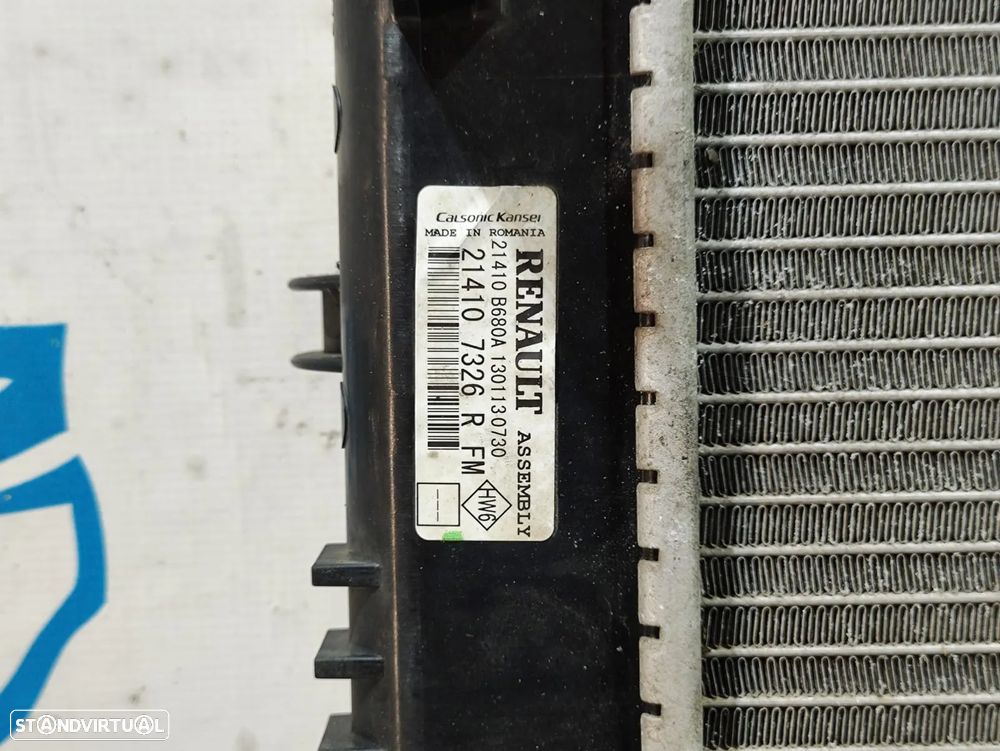 Calsonic Kansei
MADE IN ROMANIA
RENAULT ASSEMBLY
21410 B680A 1301130730
21410 7326 R FM
HW6
---
STANDVIRTUAL